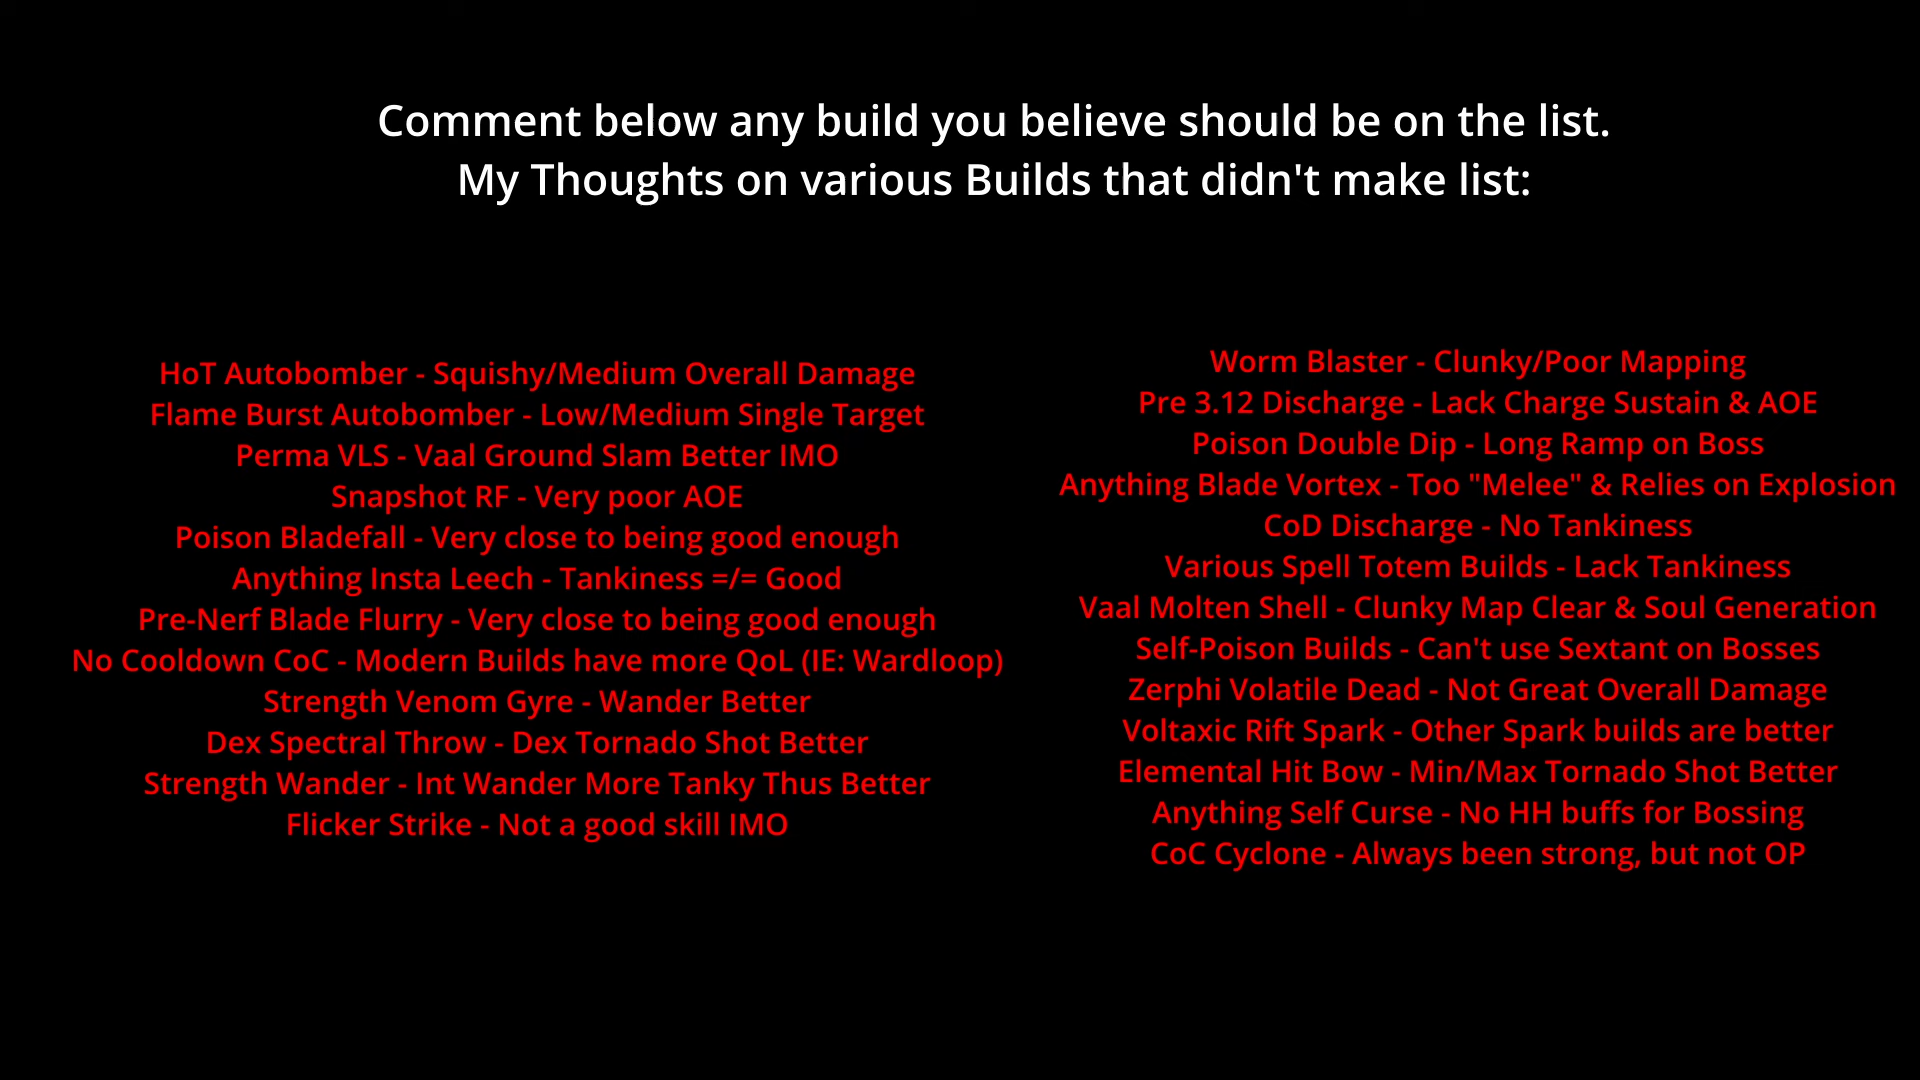 Comment below any build you believe should be on the list.
My Thoughts on various Builds that didn't make list:
HoT Autobomber - Squishy/Medium Overall Damage
Flame Burst Autobomber - Low/Medium Single Target
Perma VLS - Vaal Ground Slam Better IMO
Snapshot RF - Very poor AOE
Poison Bladefall - Very close to being good enough
Anything Insta Leech - Tankiness =/= Good
Pre-Nerf Blade Flurry - Very close to being good enough
No Cooldown CoC - Modern Builds have more QoL (IE: Wardloop)
Strength Venom Gyre - Wander Better
Dex Spectral Throw - Dex Tornado Shot Better
Strength Wander - Int Wander More Tanky Thus Better
Flicker Strike - Not a good skill IMO
Worm Blaster - Clunky/Poor Mapping
Pre 3.12 Discharge - Lack Charge Sustain & AOE
Poison Double Dip - Long Ramp on Boss
Anything Blade Vortex - Too "Melee" & Relies on Explosion
CoD Discharge - No Tankiness
Various Spell Totem Builds - Lack Tankiness
Vaal Molten Shell - Clunky Map Clear & Soul Generation
Self-Poison Builds - Can't use Sextant on Bosses
Zerphi Volatile Dead - Not Great Overall Damage
Voltaxic Rift Spark - Other Spark builds are better
Elemental Hit Bow - Min/Max Tornado Shot Better
Anything Self Curse - No HH buffs for Bossing
CoC Cyclone - Always been strong, but not OP